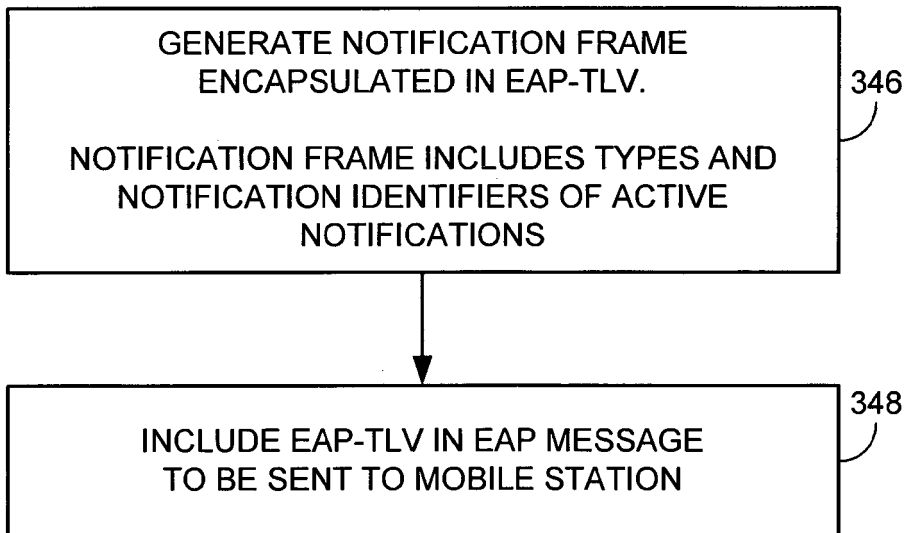 GENERATE NOTIFICATION FRAME
ENCAPSULATED IN EAP-TLV.
346
NOTIFICATION FRAME INCLUDES TYPES AND
NOTIFICATION IDENTIFIERS OF ACTIVE
NOTIFICATIONS
348
INCLUDE EAP-TLV IN EAP MESSAGE
TO BE SENT TO MOBILE STATION